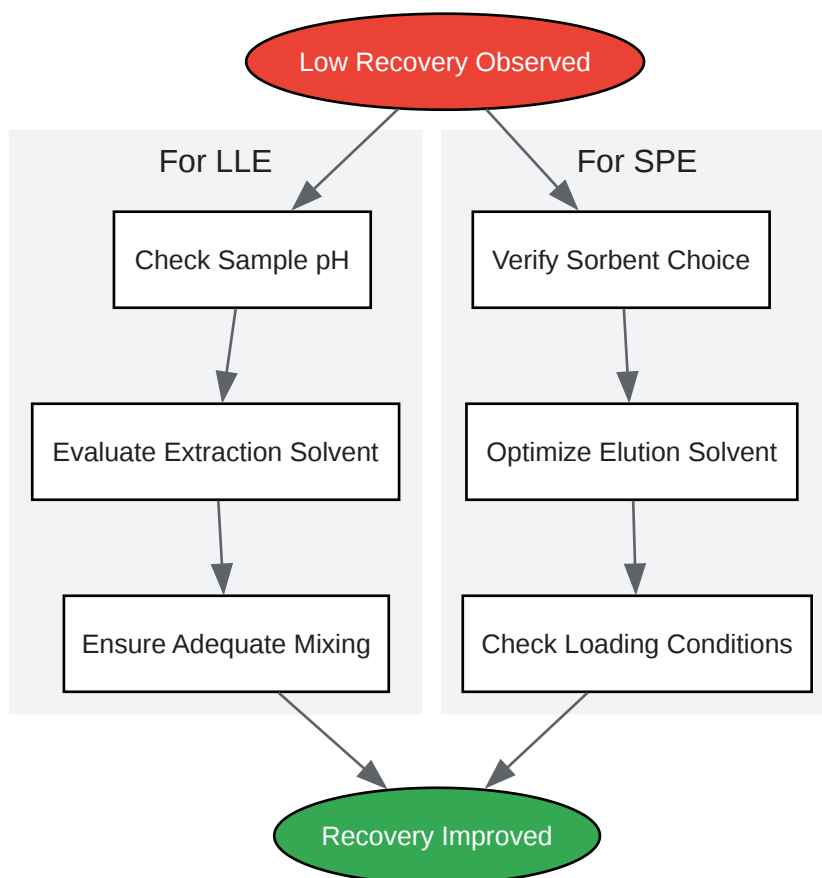 Low Recovery Observed
For LLE
Check Sample pH
Evaluate Extraction Solvent
Ensure Adequate Mixing
For SPE
Verify Sorbent Choice
Optimize Elution Solvent
Check Loading Conditions
Recovery Improved